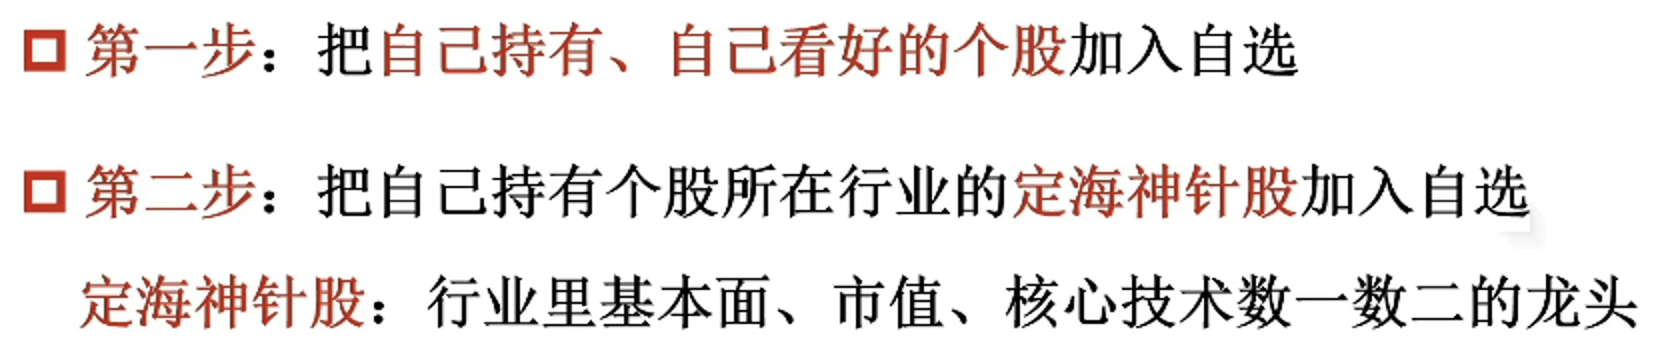 第一步：把自己持有、自己看好的个股加入自选
第二步：把自己持有个股所在行业的定海神针股加入自选
定海神针股：行业里基本面、市值、核心技术数一数二的龙头